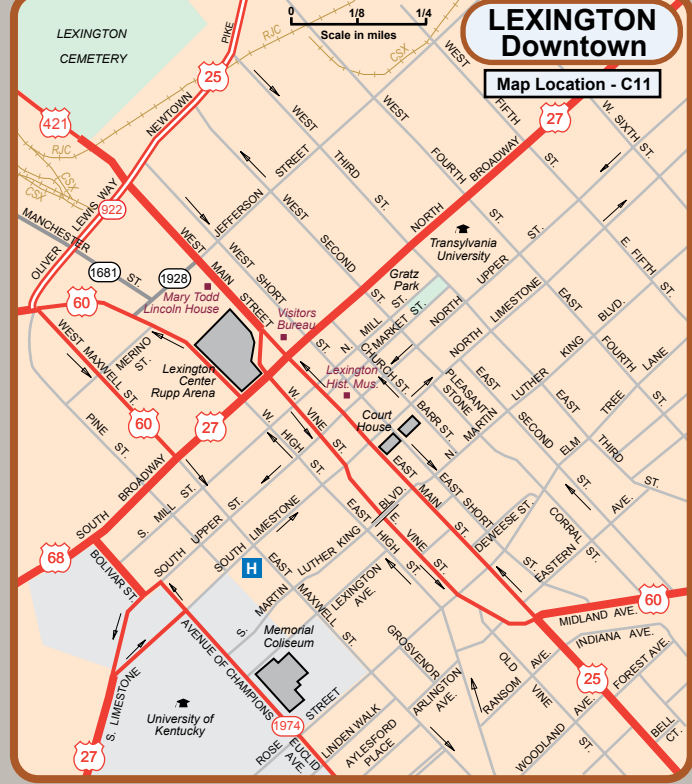 LEXINGTON
Downtown
Map Location - C11
0 1/8 1/4
Scale in miles
LEXINGTON
CEMETERY
PIKE
NEWTOWN
RJC
CSX
25
421
RJC
CSX
CSX
922
OLIVER LEWIS WAY
MANCHESTER ST.
1681
1928
60
JEFFERSON STREET
WEST THIRD ST.
WEST FOURTH ST.
WEST FIFTH ST.
W. SIXTH ST.
27
NORTH BROADWAY
WEST SECOND ST.
WEST SHORT ST.
WEST MAIN STREET
Mary Todd
Lincoln House
Visitors
Bureau
Transylvania
University
Gratz
Park
N. MILL ST.
MARKET ST.
CHURCH ST.
NORTH UPPER ST.
NORTH LIMESTONE
E. FIFTH ST.
EAST FOURTH ST.
N. MARTIN LUTHER KING BLVD.
ELM TREE LANE
EAST THIRD ST.
EAST SECOND ST.
PLEASANT
STONE
BARR ST.
Lexington
Hist. Mus.
Court
House
Lexington
Center
Rupp Arena
WEST MAXWELL ST.
MERINO
ST.
PINE ST.
60
27
W. VINE ST.
W. HIGH ST.
EAST MAIN ST.
EAST SHORT ST.
DEWEESE ST.
CORRAL ST.
EASTERN AVE.
E. VINE ST.
EAST HIGH ST.
SOUTH BROADWAY
S. MILL ST.
SOUTH UPPER ST.
SOUTH LIMESTONE
S. MARTIN LUTHER KING BLVD.
EAST MAXWELL ST.
LEXINGTON
AVE.
68
BOLIVAR ST.
H
Memorial
Coliseum
AVENUE OF CHAMPIONS
S. LIMESTONE
University of
Kentucky
27
1974
ROSE STREET
EUCLID
AVE.
LINDEN WALK
AYLESFORD
PLACE
GROSVENOR
ARLINGTON
AVE.
OLD VINE ST.
RANSOM AVE.
WOODLAND AVE.
60
MIDLAND AVE.
INDIANA AVE.
FOREST AVE.
25
BELL
CT.